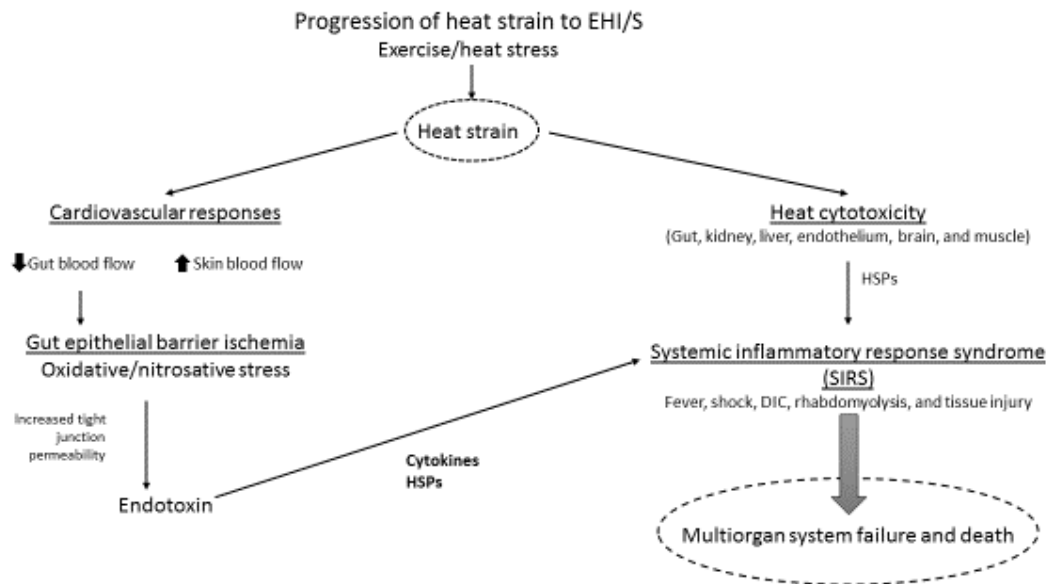 Progression of heat strain to EHI/S
Exercise/heat stress
Heat strain
Cardiovascular responses
Gut blood flow
Skin blood flow
Gut epithelial barrier ischemia
Oxidative/nitrosative stress
Increased tight
junction
permeability
Endotoxin
Cytokines
HSPs
Heat cytotoxicity
(Gut, kidney, liver, endothelium, brain, and muscle)
HSPs
Systemic inflammatory response syndrome
(SIRS)
Fever, shock, DIC, rhabdomyolysis, and tissue injury
Multiorgan system failure and death